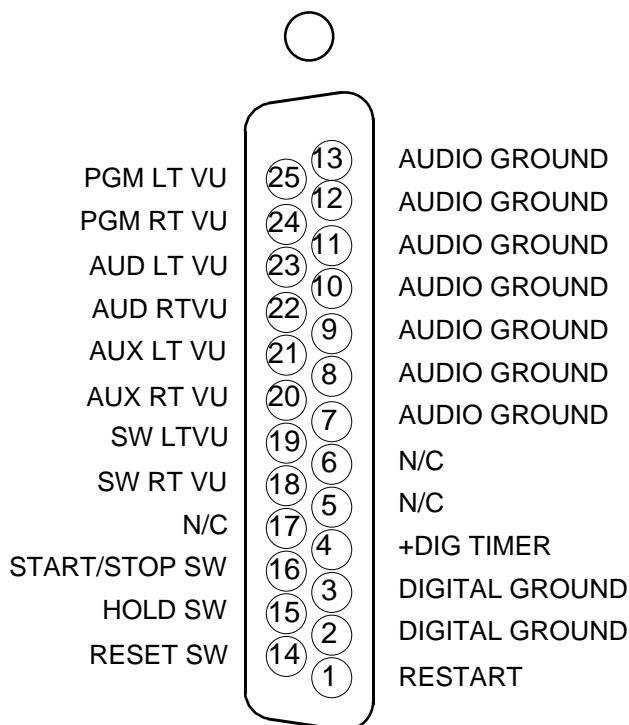 13 AUDIO GROUND
PGM LT VU 25
12 AUDIO GROUND
PGM RT VU 24
11 AUDIO GROUND
AUD LT VU 23
10 AUDIO GROUND
AUD RTVU 22
9 AUDIO GROUND
AUX LT VU 21
8 AUDIO GROUND
AUX RT VU 20
7 AUDIO GROUND
SW LTVU 19
6 N/C
SW RT VU 18
5 N/C
N/C 17
4 +DIG TIMER
START/STOP SW 16
3 DIGITAL GROUND
HOLD SW 15
2 DIGITAL GROUND
RESET SW 14
1 RESTART